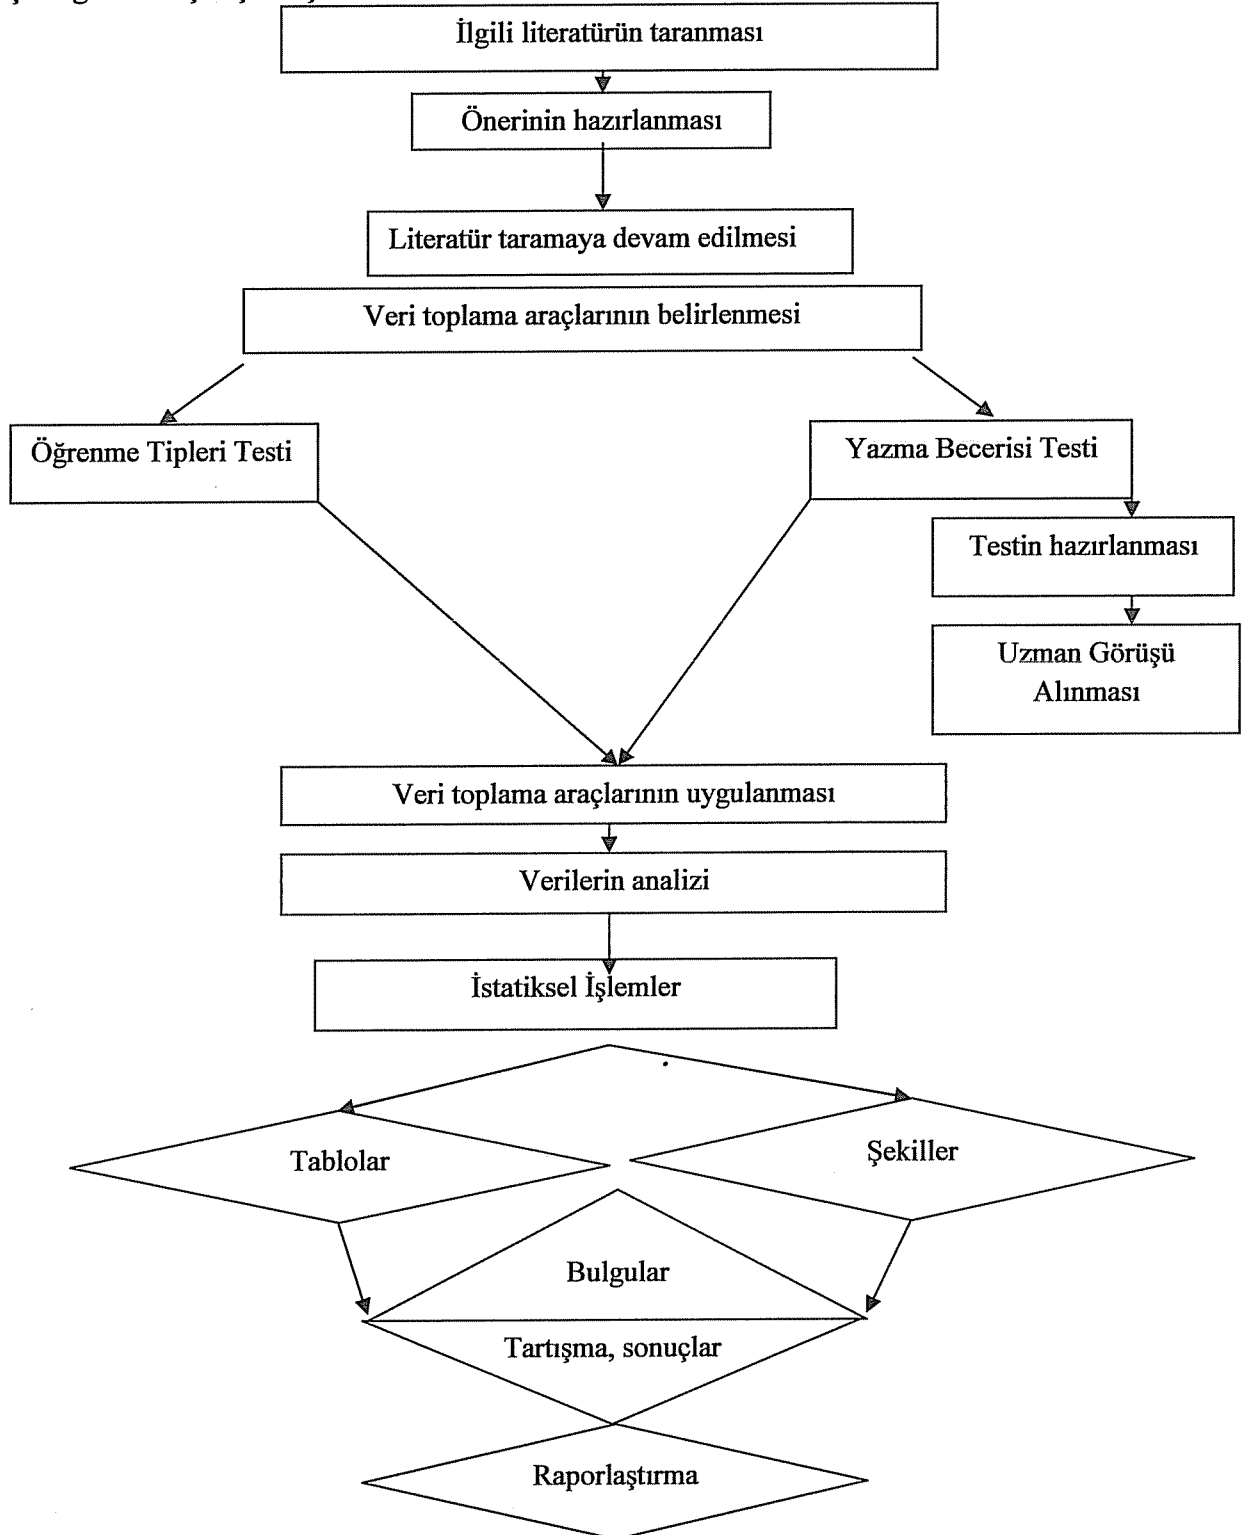 İlgili literatürün taranması
Önerinin hazırlanması
Literatür taramaya devam edilmesi
Veri toplama araçlarının belirlenmesi
Öğrenme Tipleri Testi
Yazma Becerisi Testi
Testin hazırlanması
Uzman Görüşü
Alınması
Veri toplama araçlarının uygulanması
Verilerin analizi
İstatiksel İşlemler
Tablolar
Şekiller
Bulgular
Tartışma, sonuçlar
Raporlaştırma